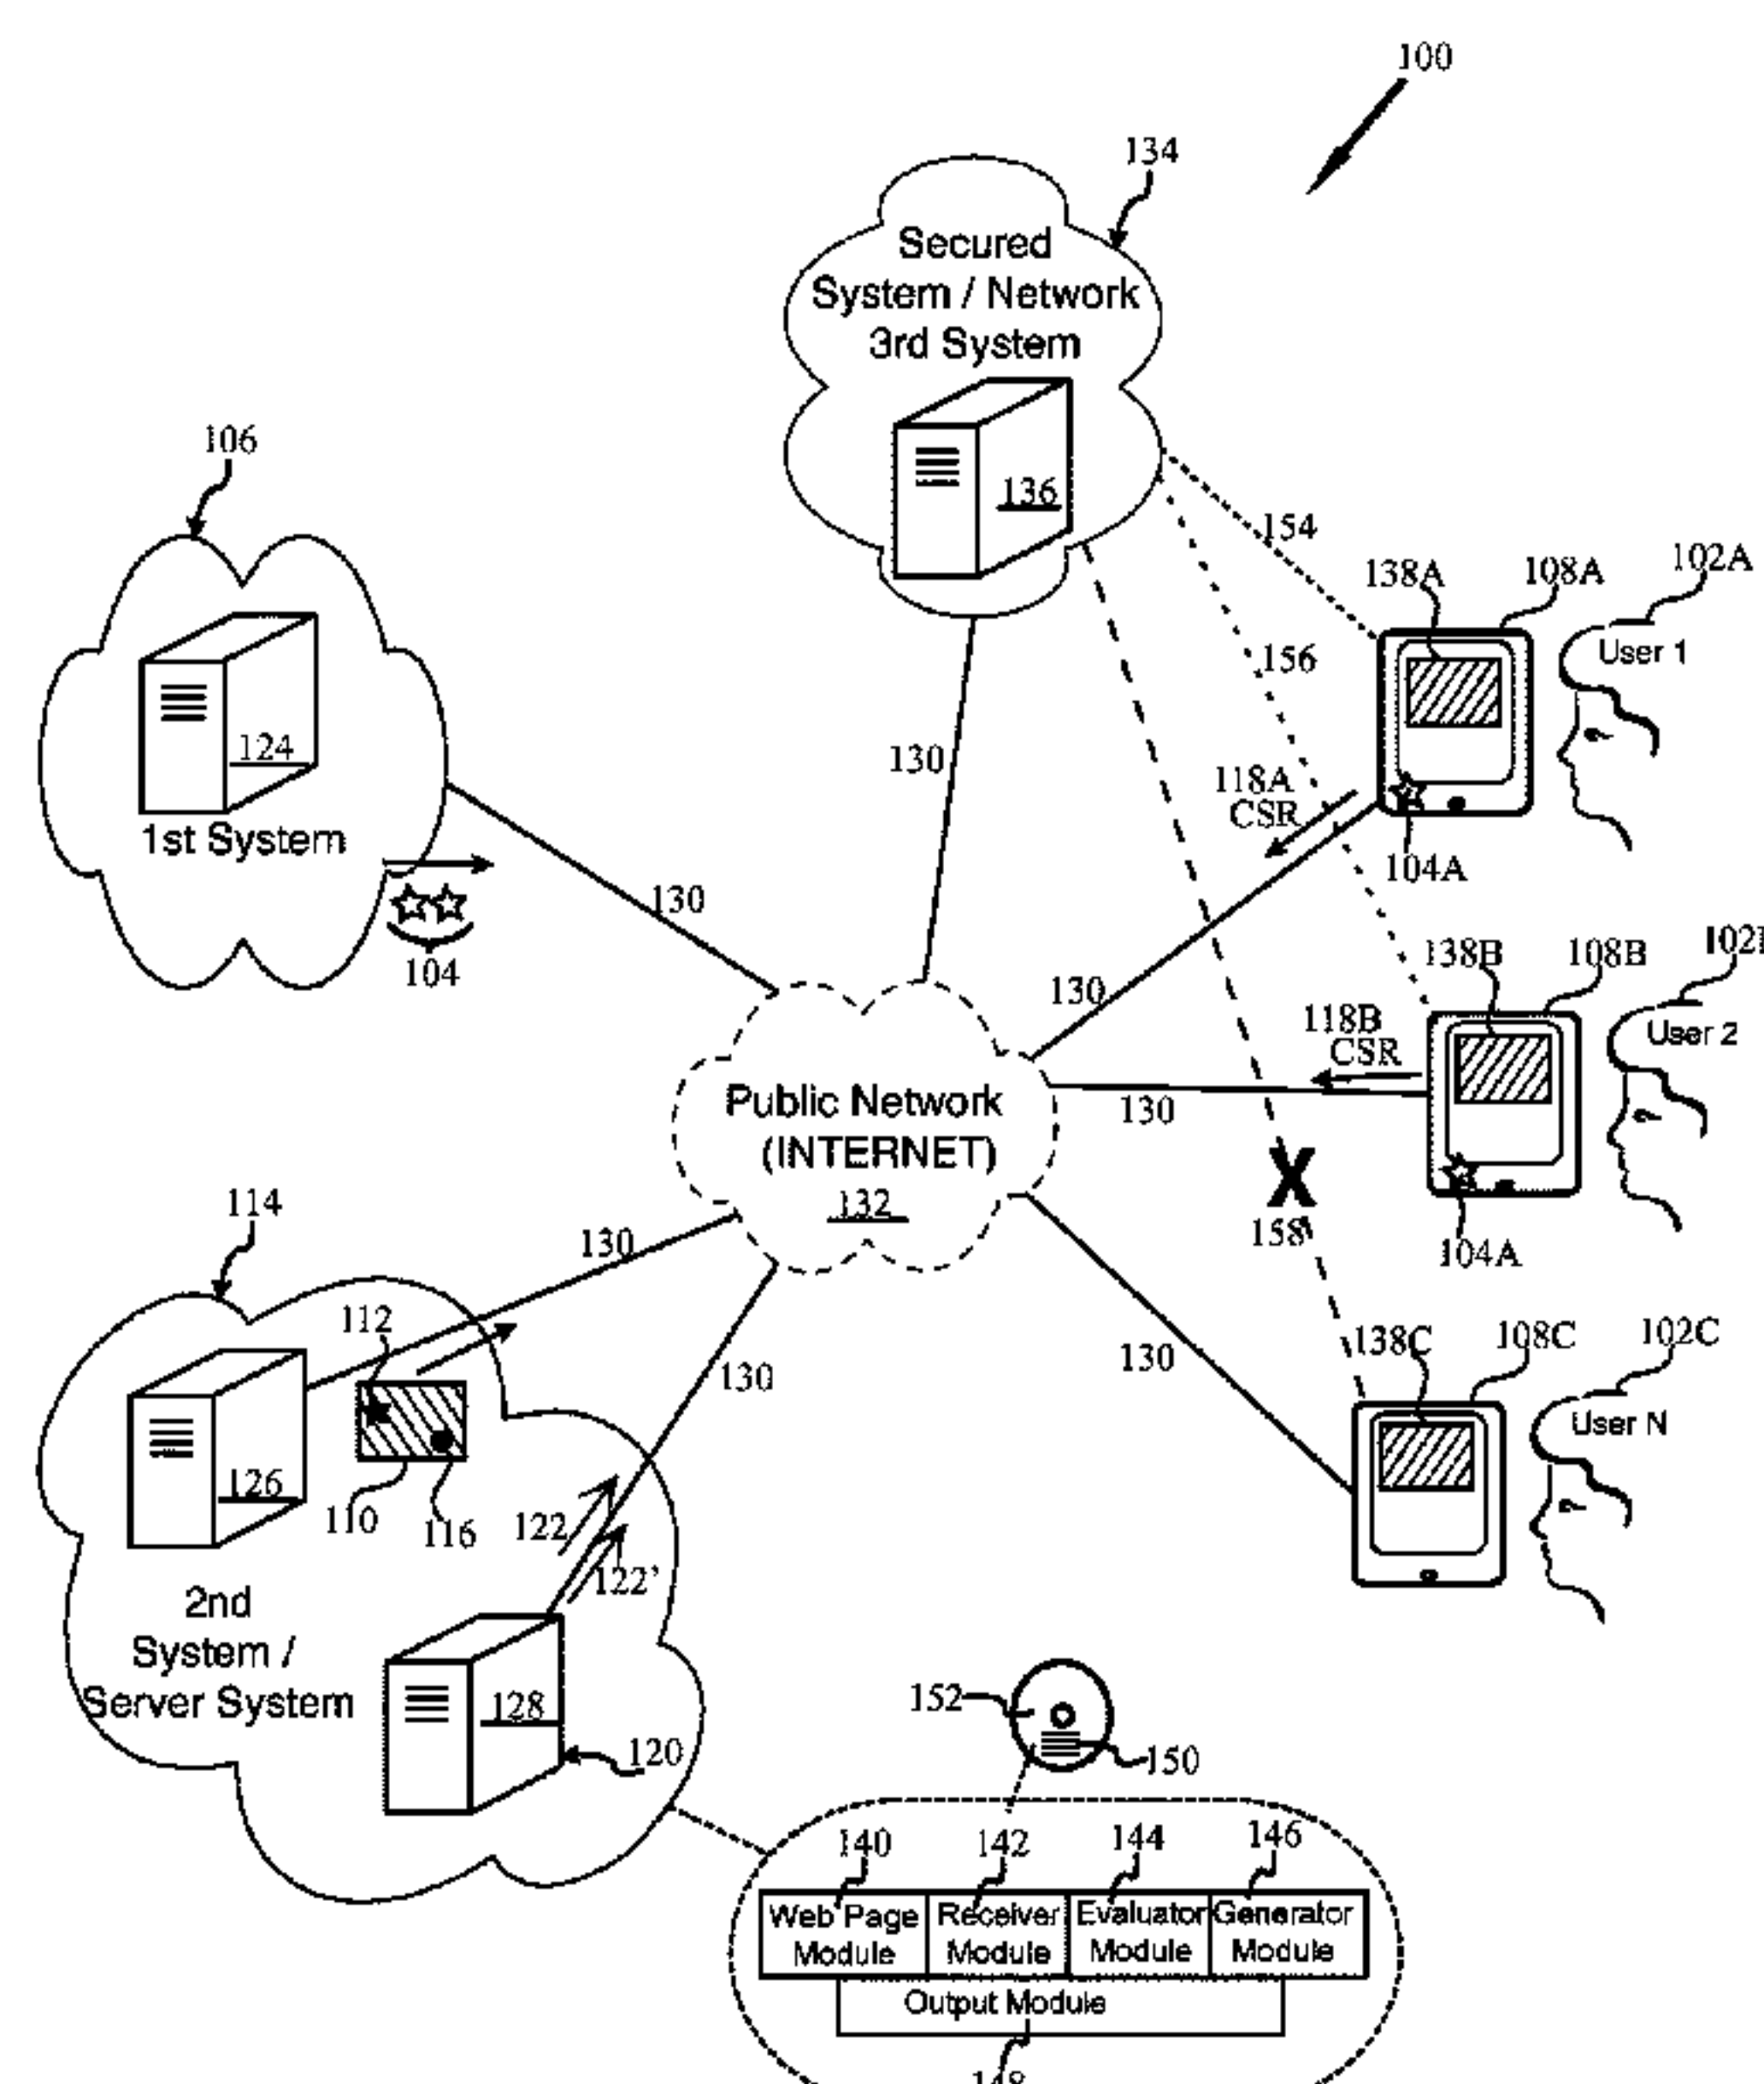 100
134
Secured
System / Network
3rd System
136
106
124
1st System
104
154
138A
108A
102A
User 1
156
130
118A
CSR
104A
130
130
138B
108B
User 2
118B
CSR
130
104A
Public Network
(INTERNET)
132
130
158
114
130
112
126
110
116
122
122'
130
130
138C
108C
102C
User N
2nd
System /
Server System
128
120
152
150
140
142
144
146
Web Page
Module
Receiver
Module
Evaluator
Module
Generator
Module
Output Module
148